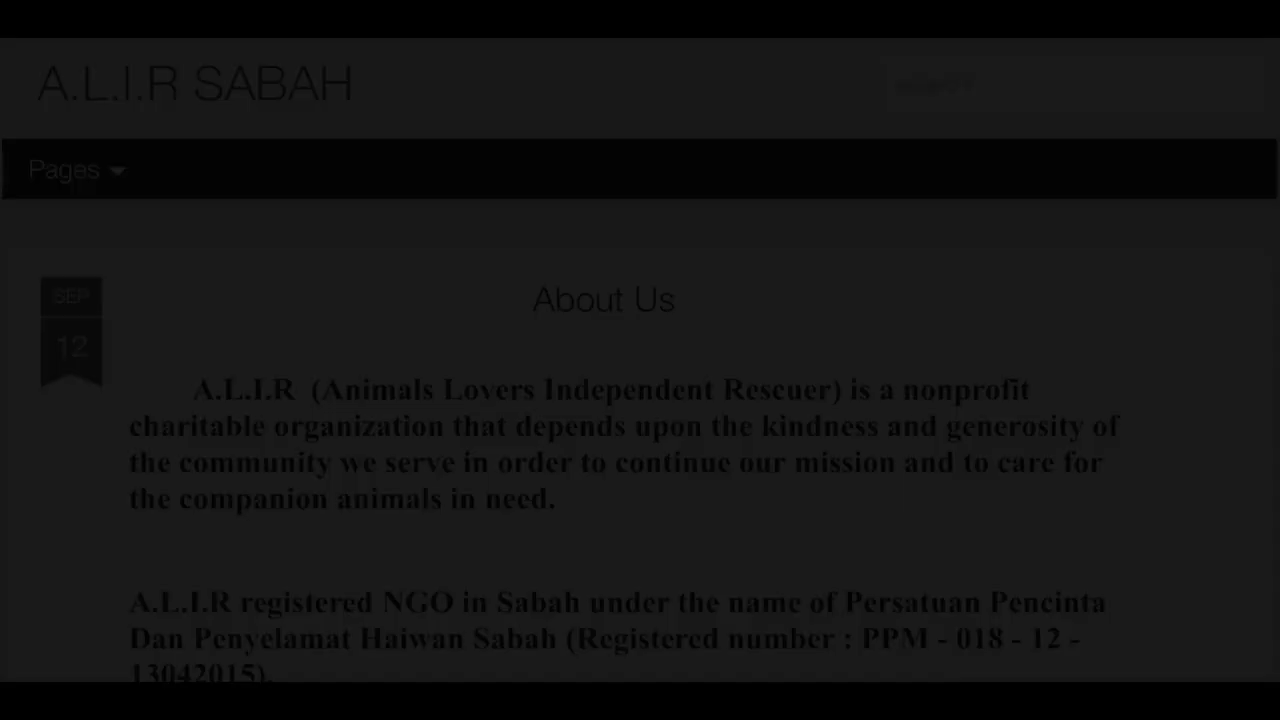 A.L.I.R SABAH
Pages
SEP
12
About Us
A.L.I.R (Animals Lovers Independent Rescuer) is a nonprofit
charitable organization that depends upon the kindness and generosity of
the community we serve in order to continue our mission and to care for
the companion animals in need.
A.L.I.R registered NGO in Sabah under the name of Persatuan Pencinta
Dan Penyelamat Haiwan Sabah (Registered number : PPM - 018 - 12 -
13042015).